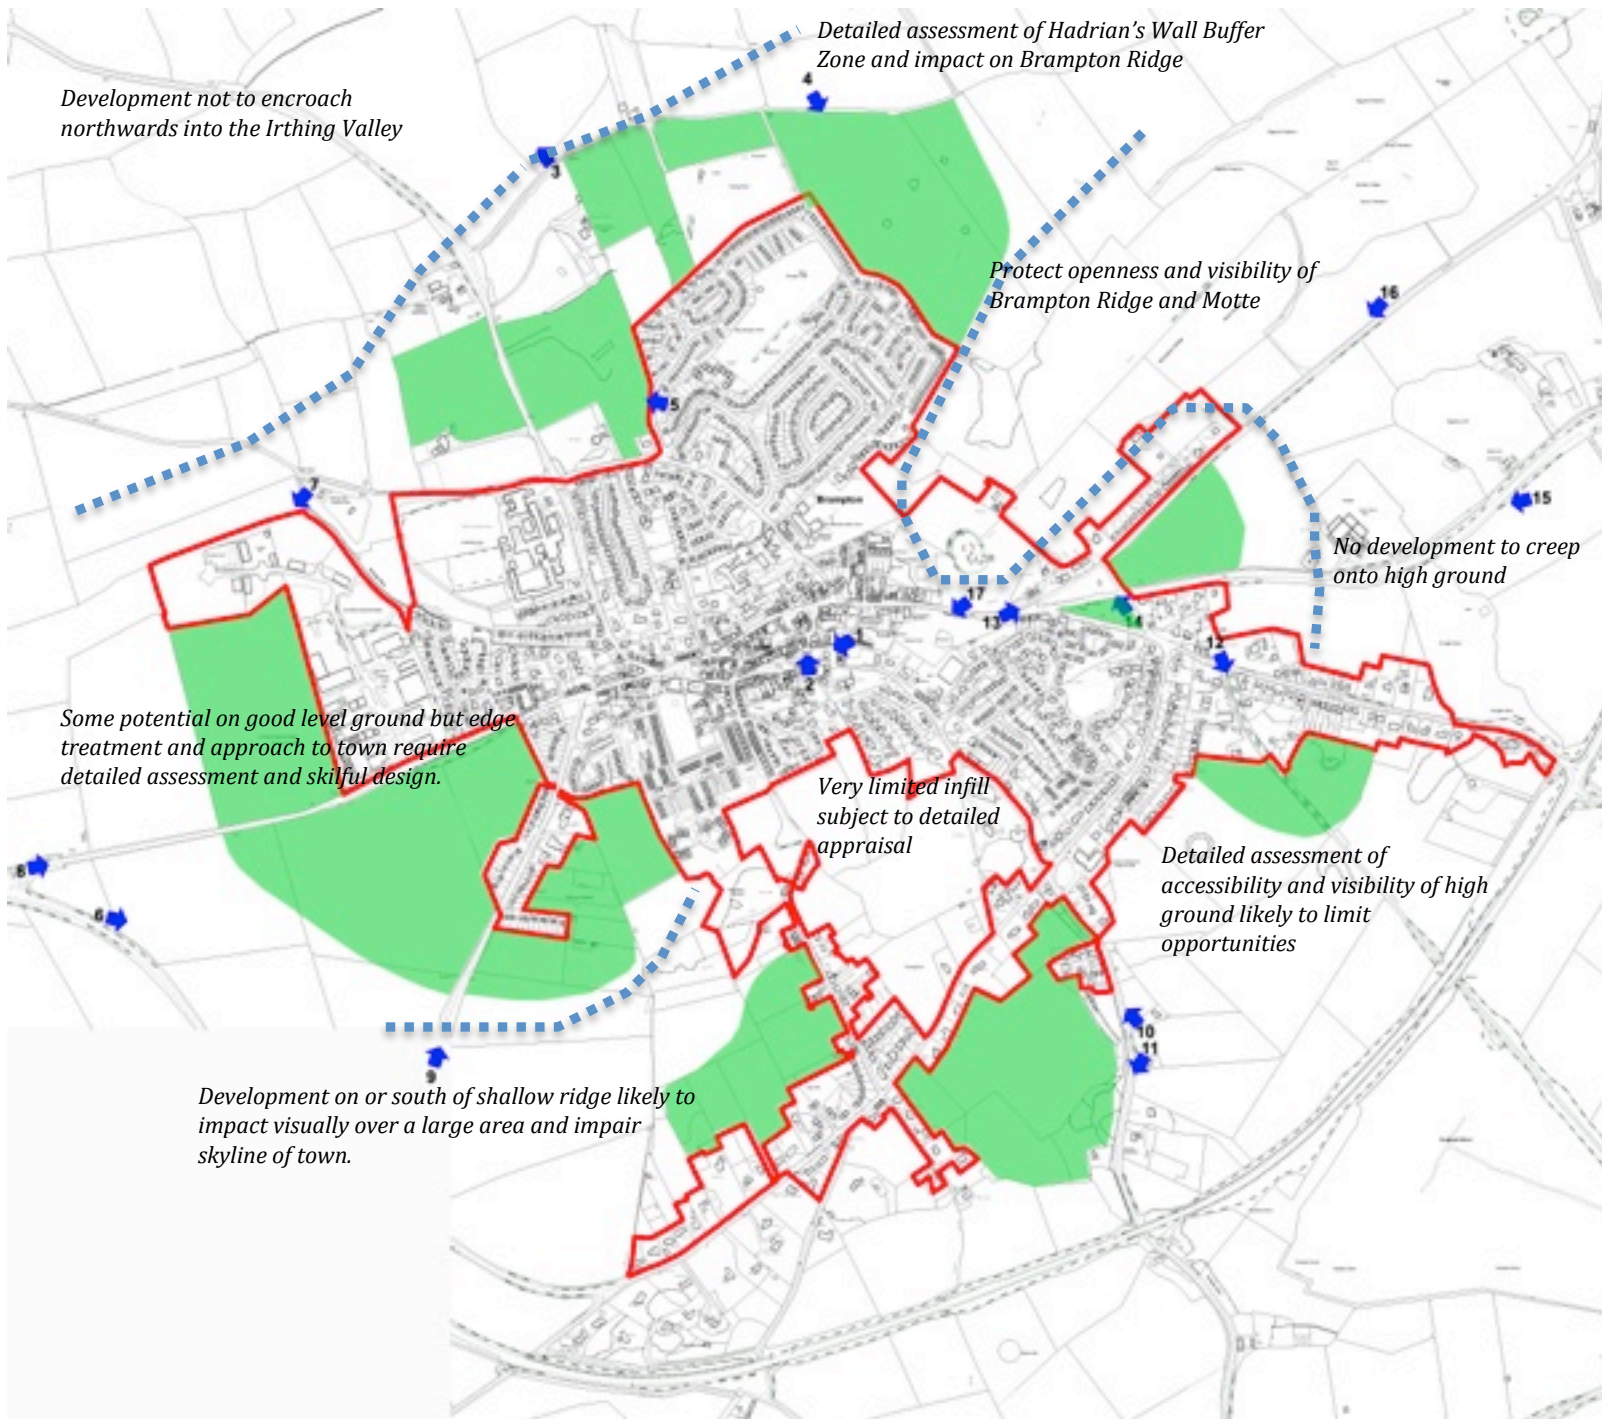 Detailed assessment of Hadrian's Wall Buffer
Zone and impact on Brampton Ridge
4
Development not to encroach
northwards into the Irthing Valley
3
Protect openness and visibility of
Brampton Ridge and Motte
16
5
7
Brampton
15
No development to creep
onto high ground
17
13
14
12
1
2
Some potential on good level ground but edge
treatment and approach to town require
detailed assessment and skilful design.
Very limited infill
subject to detailed
appraisal
8
6
Detailed assessment of
accessibility and visibility of high
ground likely to limit
opportunities
10
11
9
Development on or south of shallow ridge likely to
impact visually over a large area and impair
skyline of town.